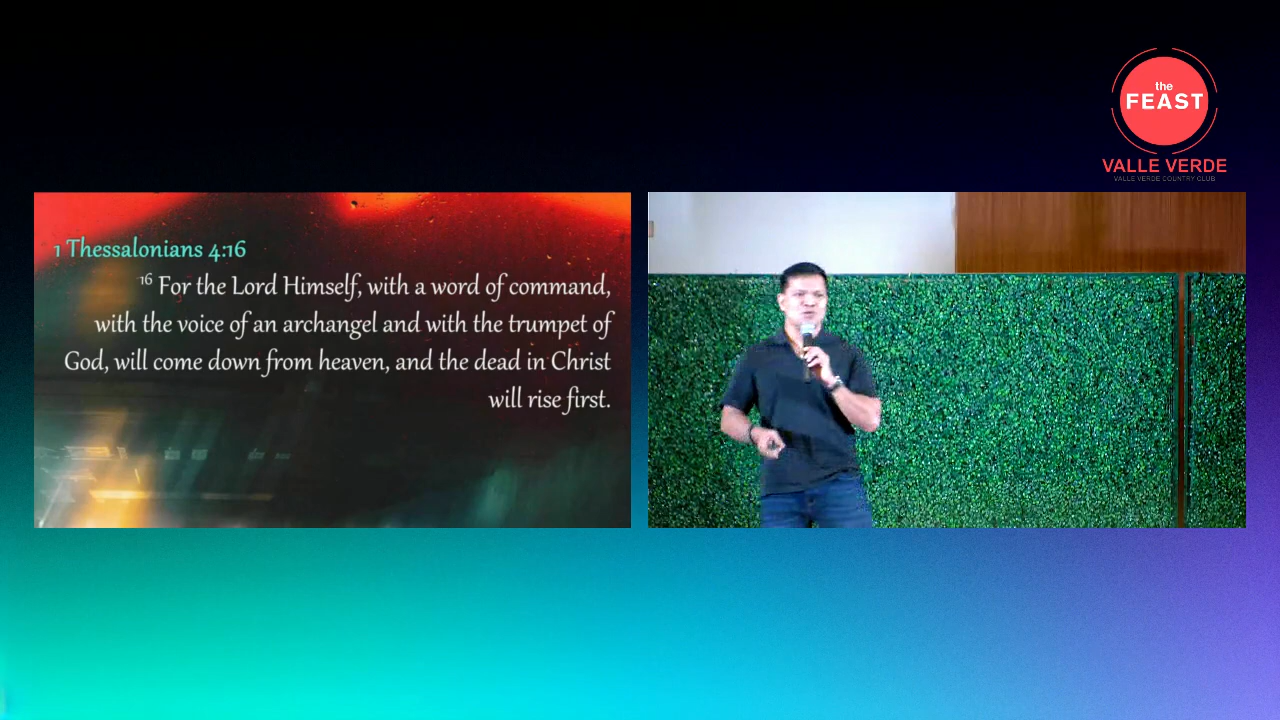 the
FEAST
VALLE VERDE
VALLE VERDE COUNTRY CLUB
1 Thessalonians 4:16
16 For the Lord Himself, with a word of command,
with the voice of an archangel and with the trumpet of
God, will come down from heaven, and the dead in Christ
will rise first.